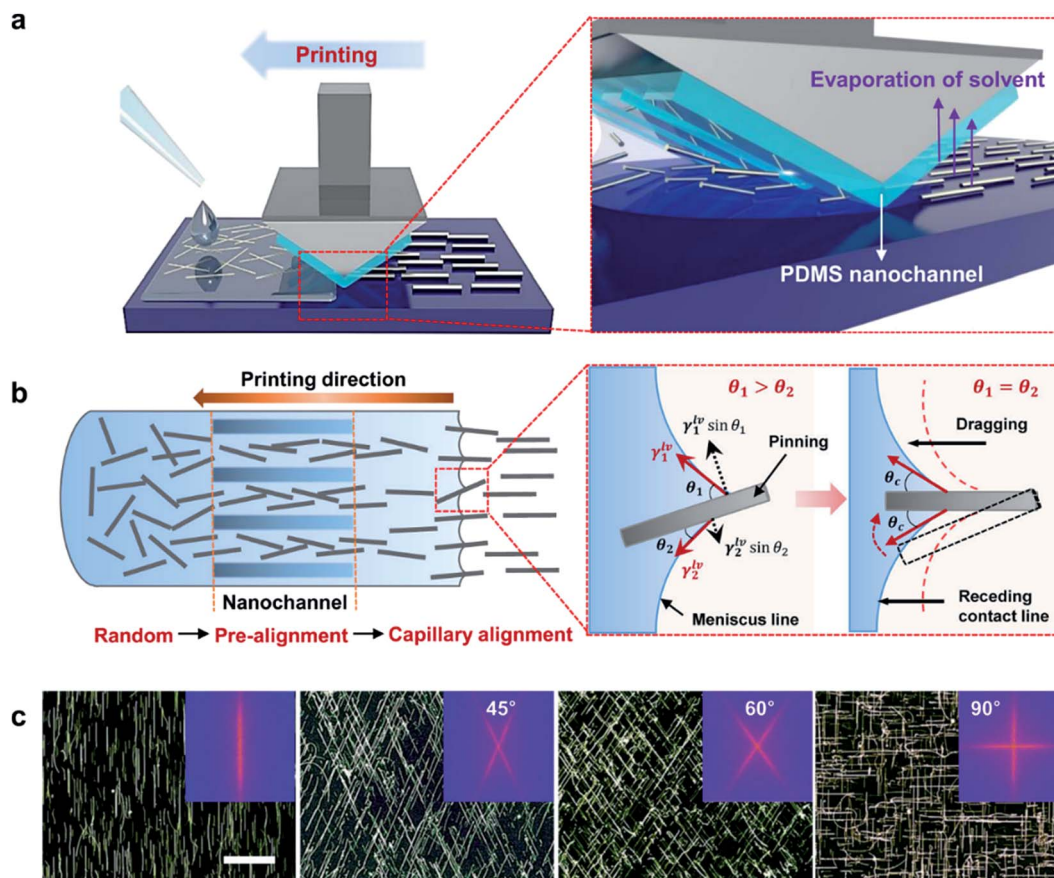 a
Printing
Evaporation of solvent
PDMS nanochannel
b
Printing direction
Nanochannel
Random → Pre-alignment → Capillary alignment
θ₁ > θ₂
γ₁ˡᵛ
γ₁ˡᵛ sin θ₁
Pinning
θ₁
θ₂
γ₂ˡᵛ
γ₂ˡᵛ sin θ₂
Meniscus line
θ₁ = θ₂
Dragging
θc
θc
Receding
contact line
c
45°
60°
90°